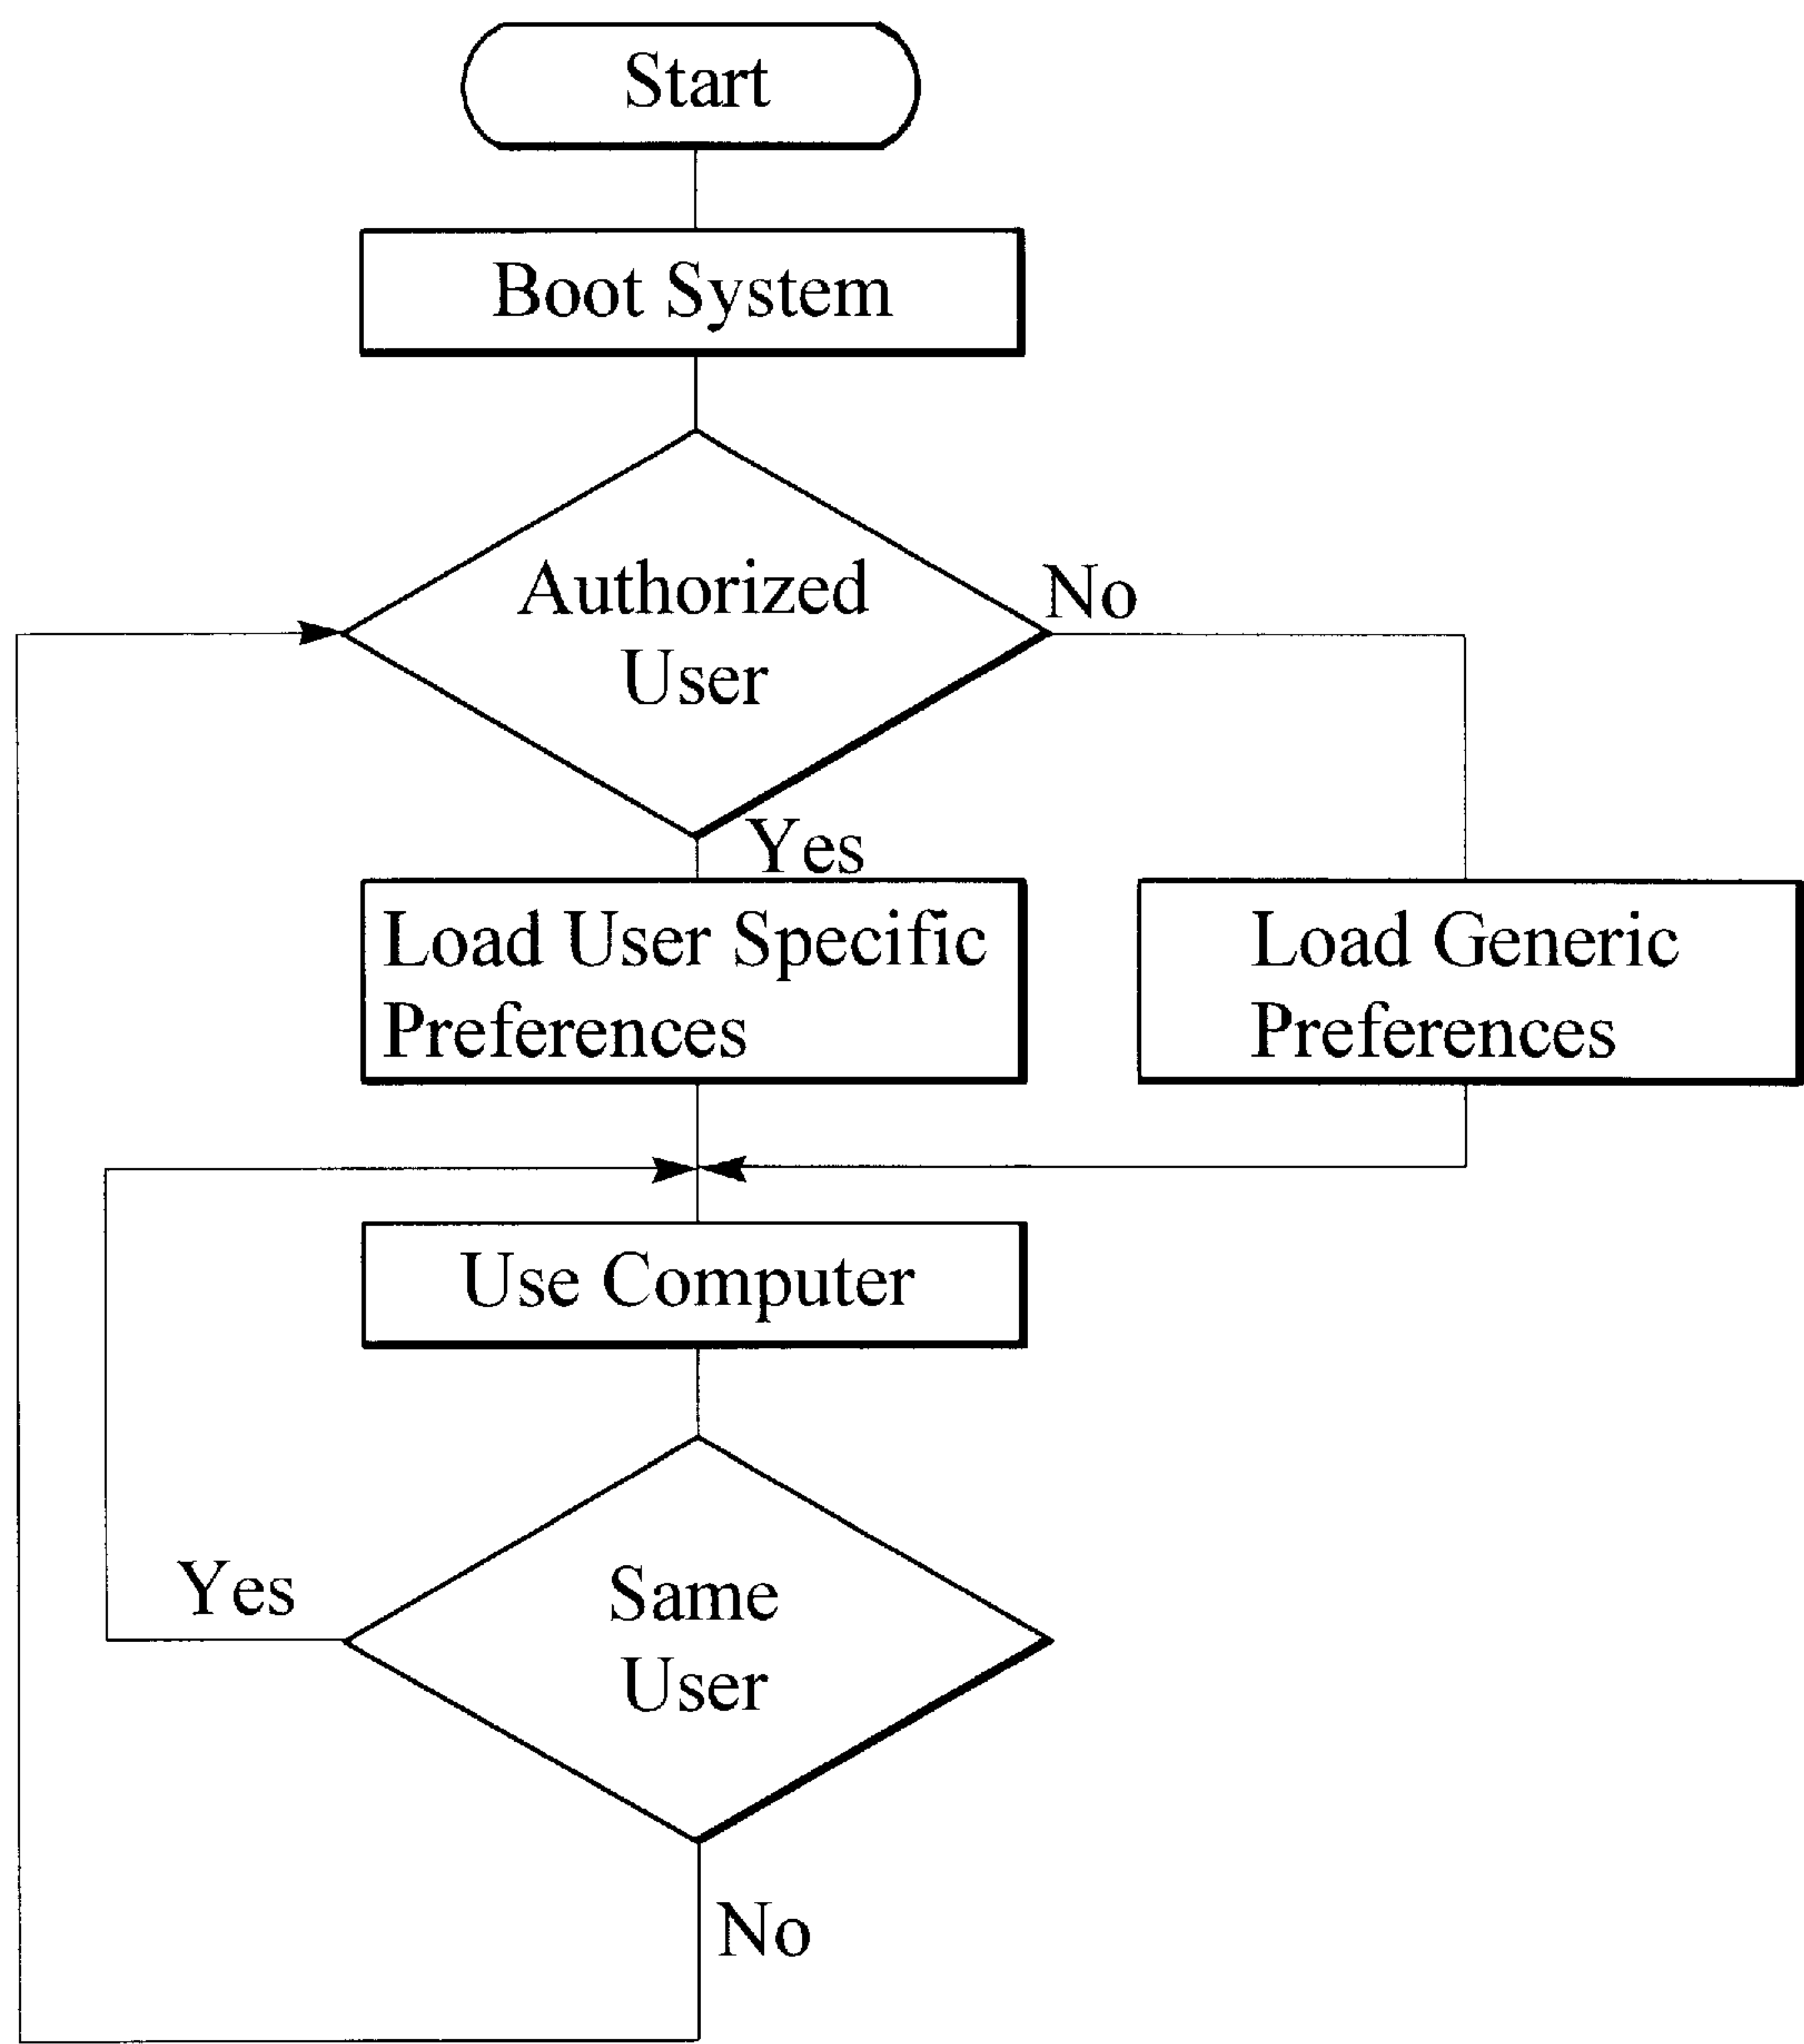 Start
Boot System
Authorized
User
No
Yes
Load User Specific
Preferences
Load Generic
Preferences
Use Computer
Yes
Same
User
No